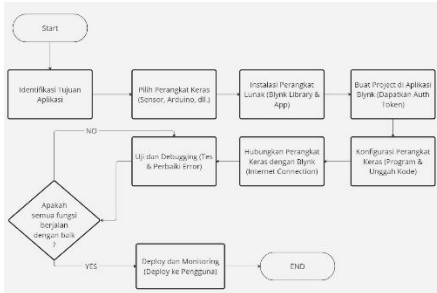 Start
Identifikasi Tujuan
Aplikasi
Pilih Perangkat Keras
(Sensor, Arduino, dll.)
Instalasi Perangkat
Lunak (Blynk Library &
App)
Buat Project di Aplikasi
Blynk (Dapatkan Auth
Token)
NO
Uji dan Debugging (Tes
& Perbaiki Error)
Hubungkan Perangkat
Keras dengan Blynk
(Internet Connection)
Konfigurasi Perangkat
Keras (Program &
Unggah Kode)
Apakah
semua fungsi
berjalan
dengan baik
?
YES
Deploy dan Monitoring
(Deploy ke Pengguna)
END